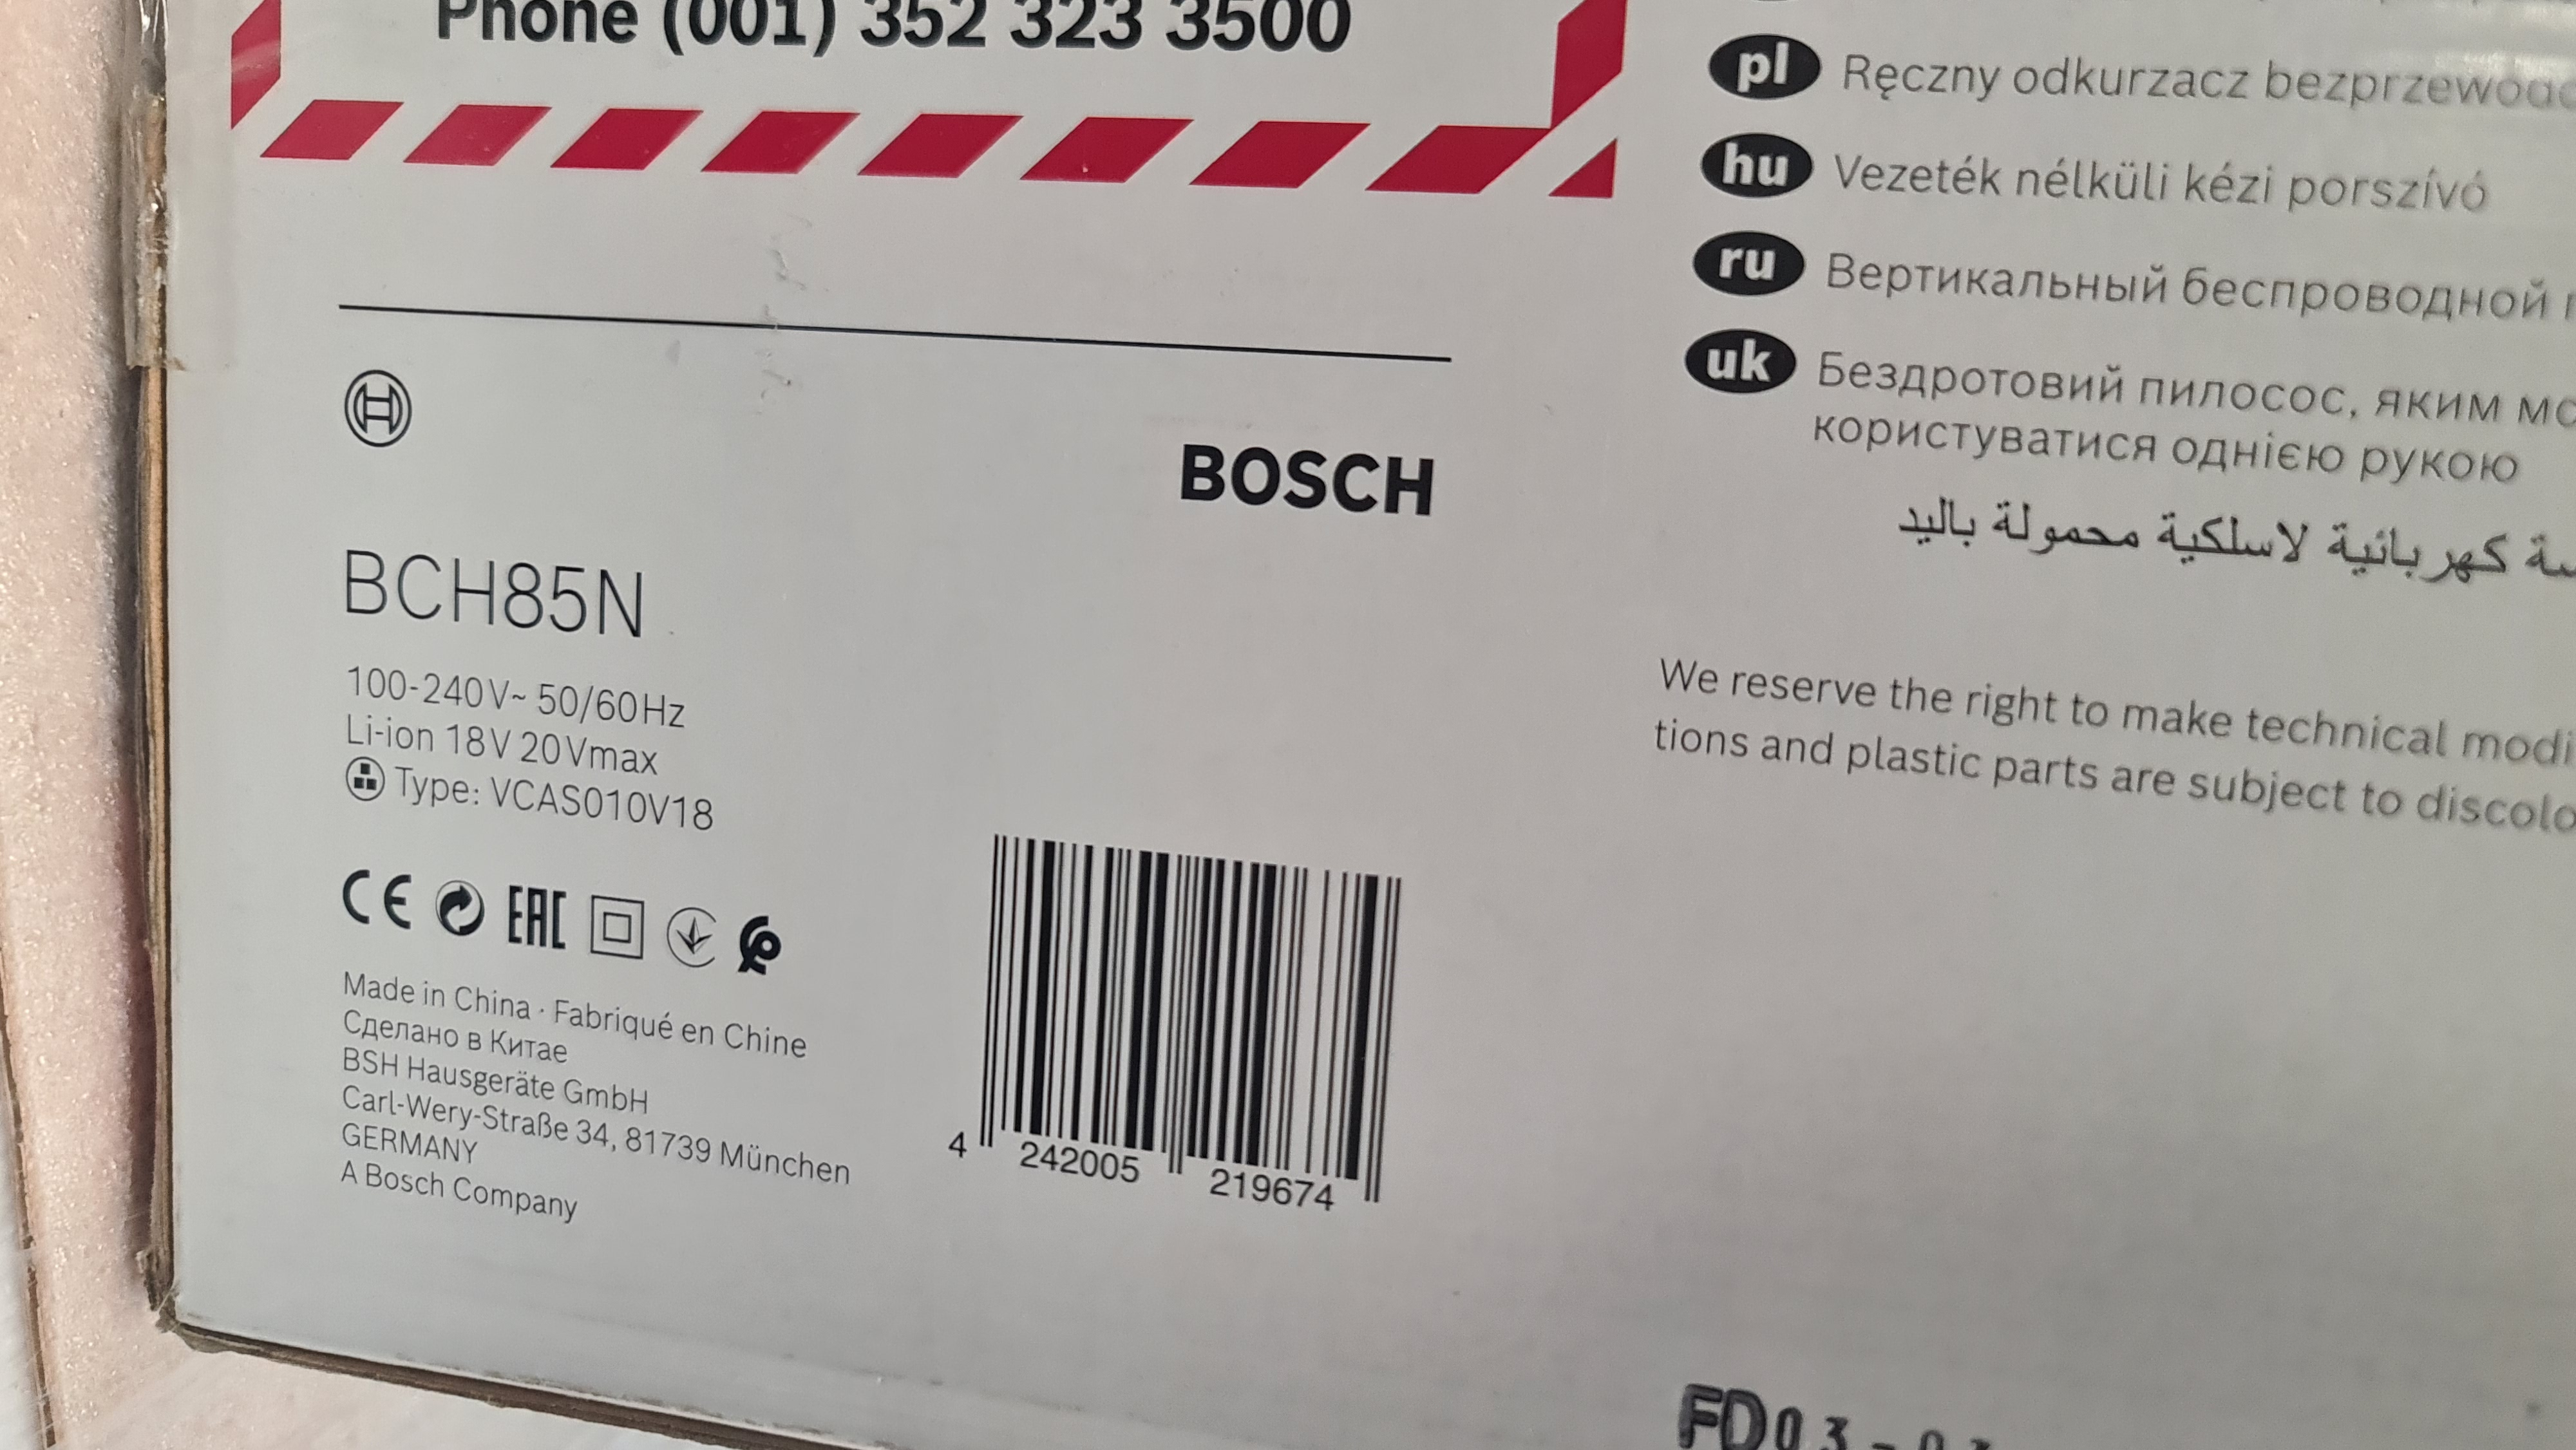 Phone (001) 352 323 3500
BOSCH
BCH85N
100-240V~ 50/60Hz
Li-ion 18V 20Vmax
Type: VCAS010V18
CE EAC
Made in China · Fabriqué en Chine
Сделано в Китае
BSH Hausgeräte GmbH
Carl-Wery-Straße 34, 81739 München
GERMANY
A Bosch Company
4 242005 219674
pl Ręczny odkurzacz
hu Vezeték nélküli kézi porszívó
ru Вертикальный беспроводной
uk Бездротовий пилосос, яким
користуватися однією рукою
كهربائية لاسلكية محمولة باليد
We reserve the right to make technical
tions and plastic parts are subject to